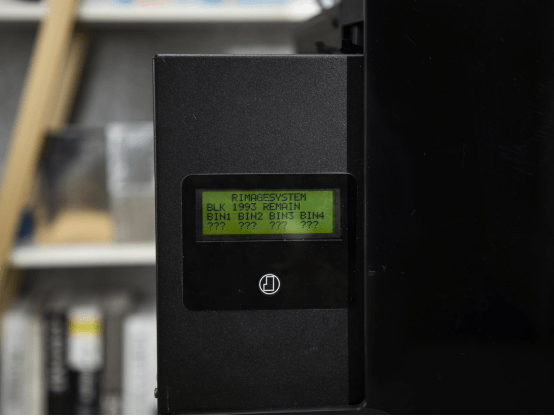 RIMAGESYSTEM
BLK 1993 REMAIN
BIN1 BIN2 BIN3 BIN4
??? ??? ??? ???